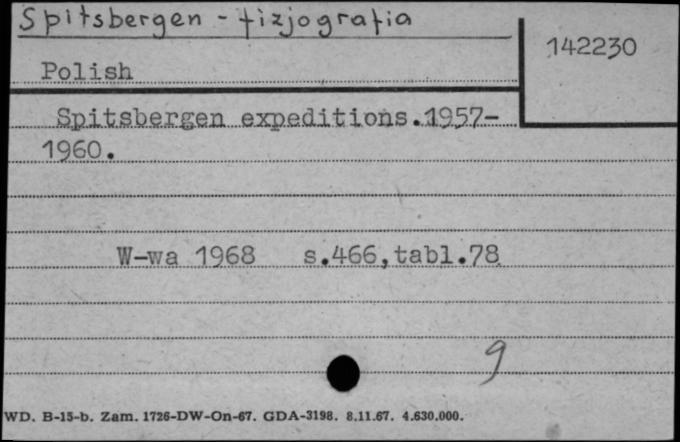 Spitsbergen - fizjografia
142230
Polish
Spitsbergen expeditions.1957-
1960.
W-wa 1968 s.466,tabl.78
9
WD. B-15-b. Zam. 1726-DW-On-67. GDA-3198. 8.11.67. 4.630.000.